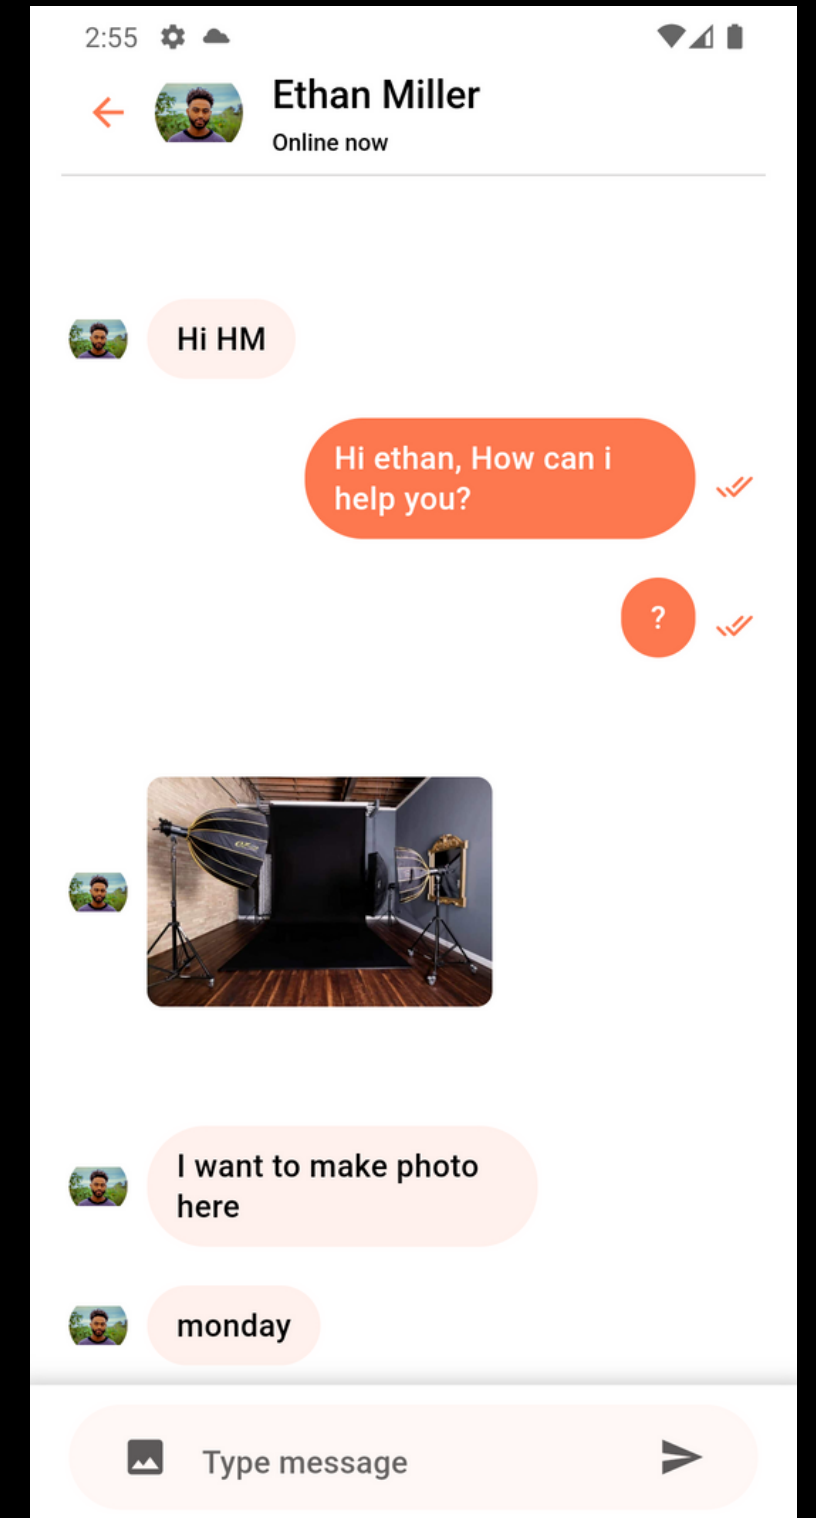 2:55
Ethan Miller
Online now
Hi HM
Hi ethan, How can i
help you?
?
I want to make photo
here
monday
Type message